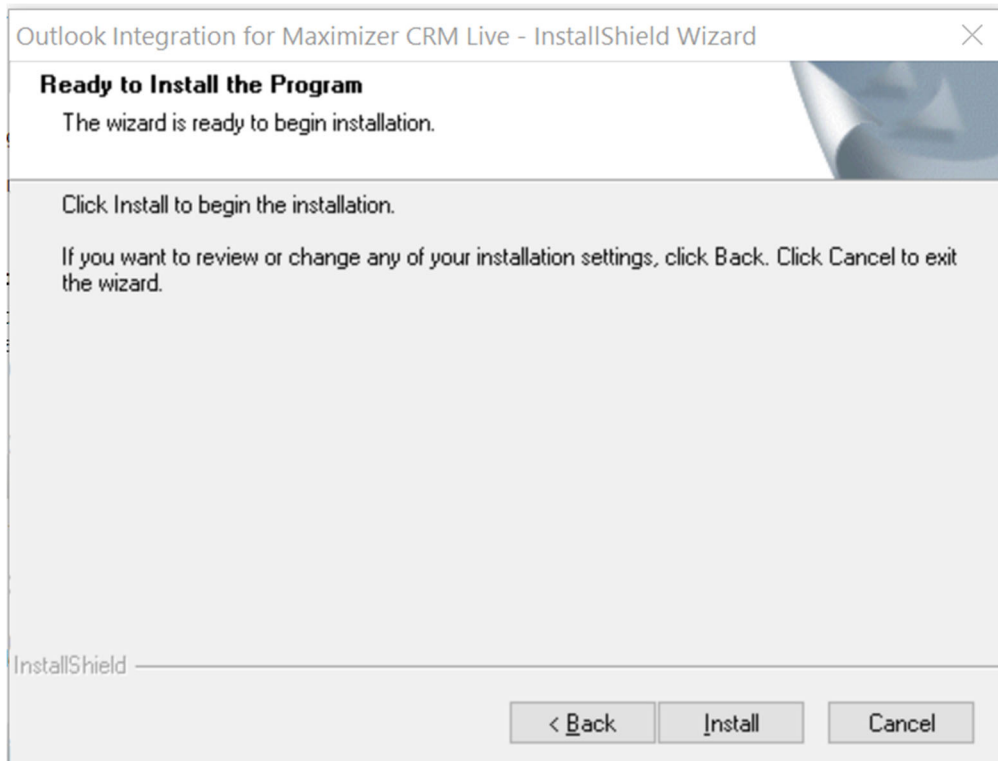 Outlook Integration for Maximizer CRM Live - InstallShield Wizard
Ready to Install the Program
The wizard is ready to begin installation.
Click Install to begin the installation.
If you want to review or change any of your installation settings, click Back. Click Cancel to exit
the wizard.
InstallShield
< Back
Install
Cancel